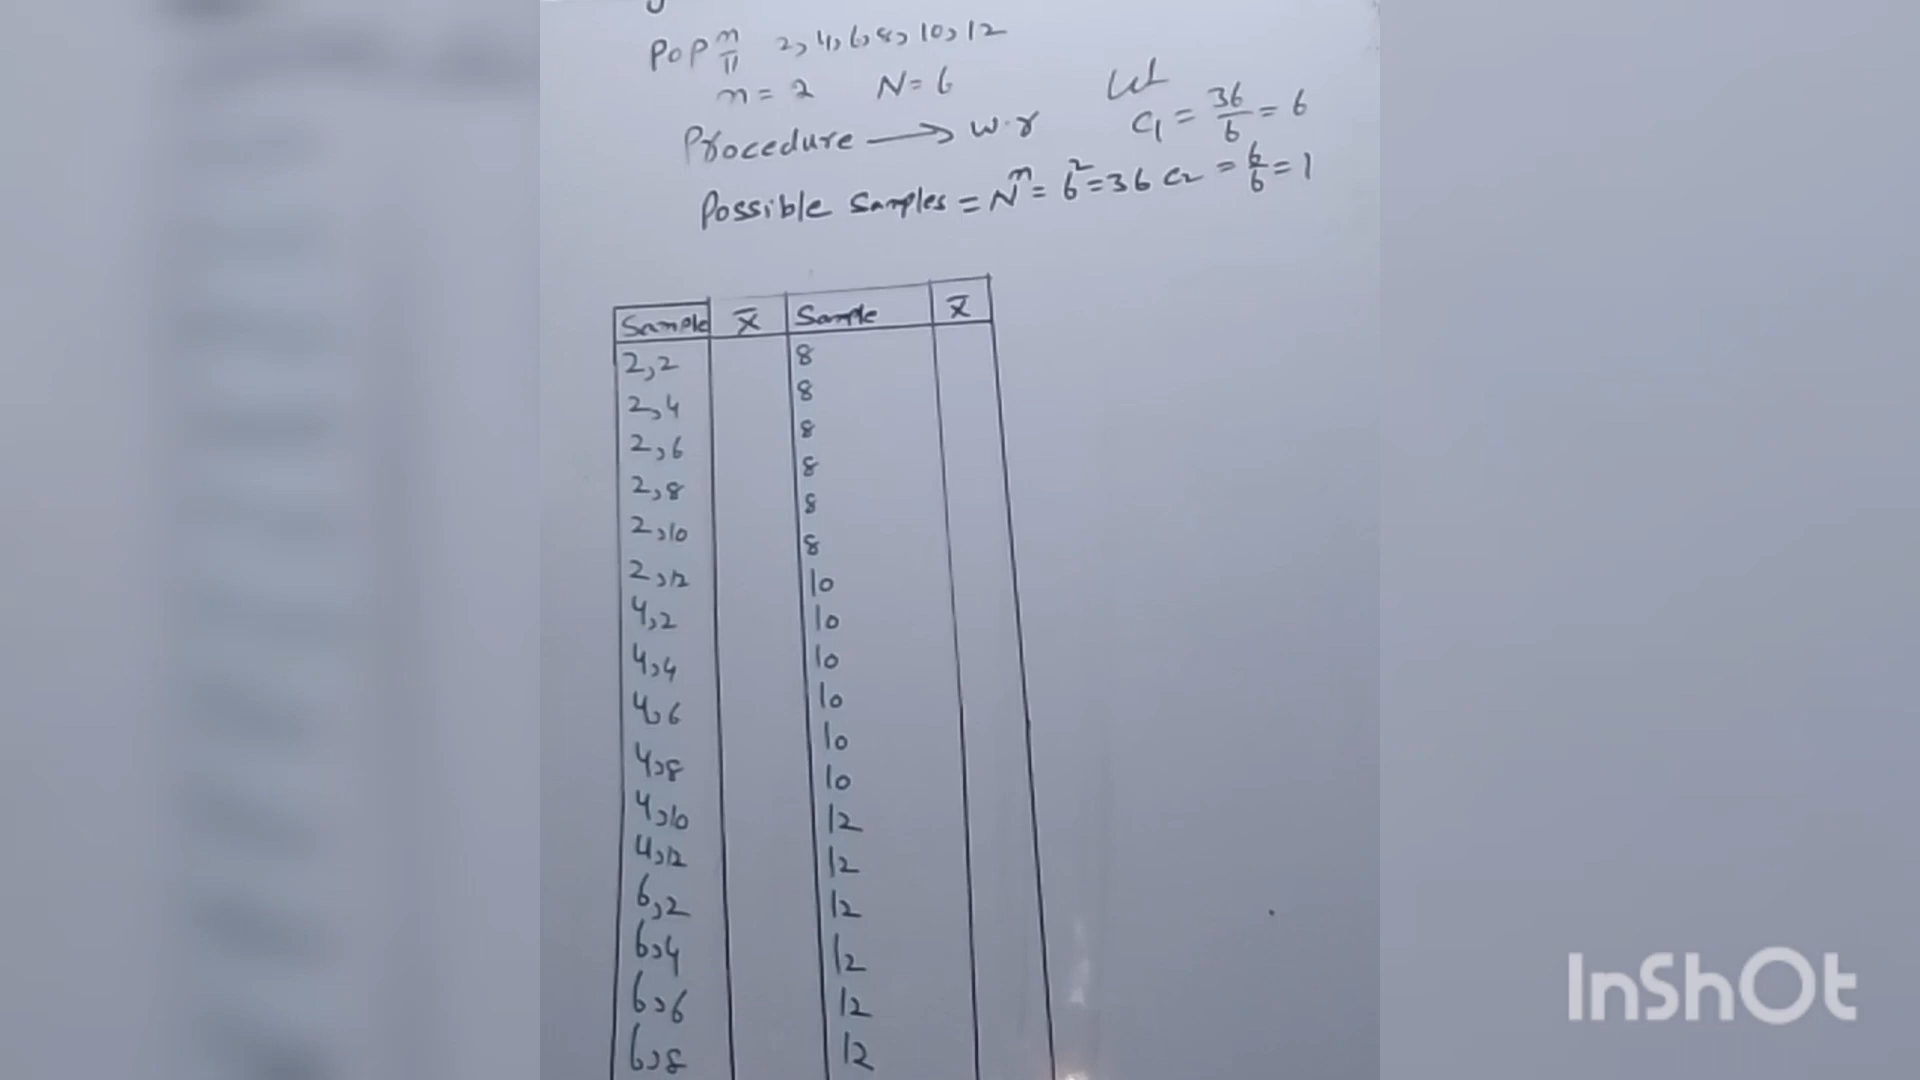 Popⁿ 2, 4, 6, 8, 10, 12
n = 2 N = 6
Let
Procedure → w.r C₁ = 36/6 = 6
Possible Samples = Nⁿ = 6² = 36 C₂ = 6/6 = 1
Sample X̄ Sample X̄
2,2 8
2,4 8
2,6 8
2,8 8
2,10 8
2,12 8
4,2 10
4,4 10
4,6 10
4,8 10
4,10 10
4,12 10
6,2 12
6,4 12
6,6 12
6,8 12
12
12
InShOt